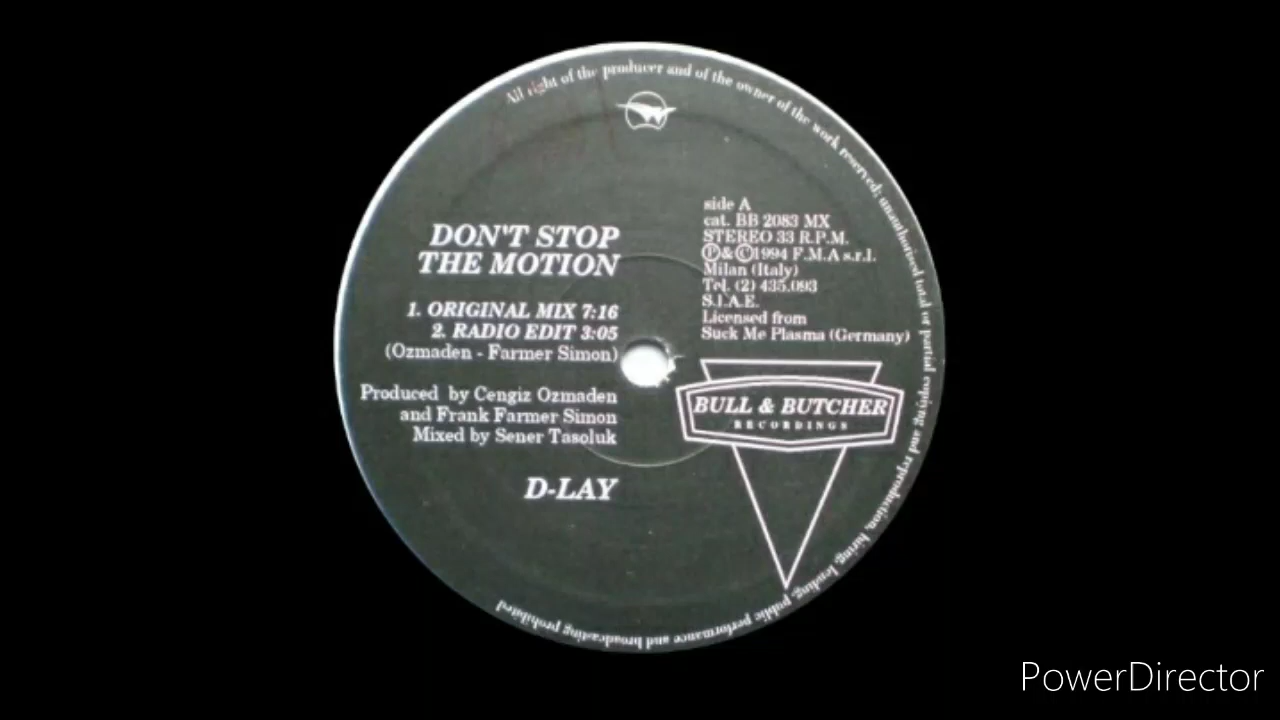 All right of the producer and of the owner of the work reserved; unauthorised total or partial copying and reproduction, hiring, lending, public performance and broadcasting prohibited
DON'T STOP
THE MOTION
1. ORIGINAL MIX 7:16
2. RADIO EDIT 3:05
(Ozmaden - Farmer Simon)
Produced by Cengiz Ozmaden
and Frank Farmer Simon
Mixed by Sener Tasoluk
D-LAY
side A
cat. BB 2083 MX
STEREO 33 R.P.M.
Ⓟ&©1994 F.M.A s.r.l.
Milan (Italy)
Tel. (2) 435.093
S.I.A.E.
Licensed from
Suck Me Plasma (Germany)
BULL & BUTCHER
RECORDINGS
PowerDirector